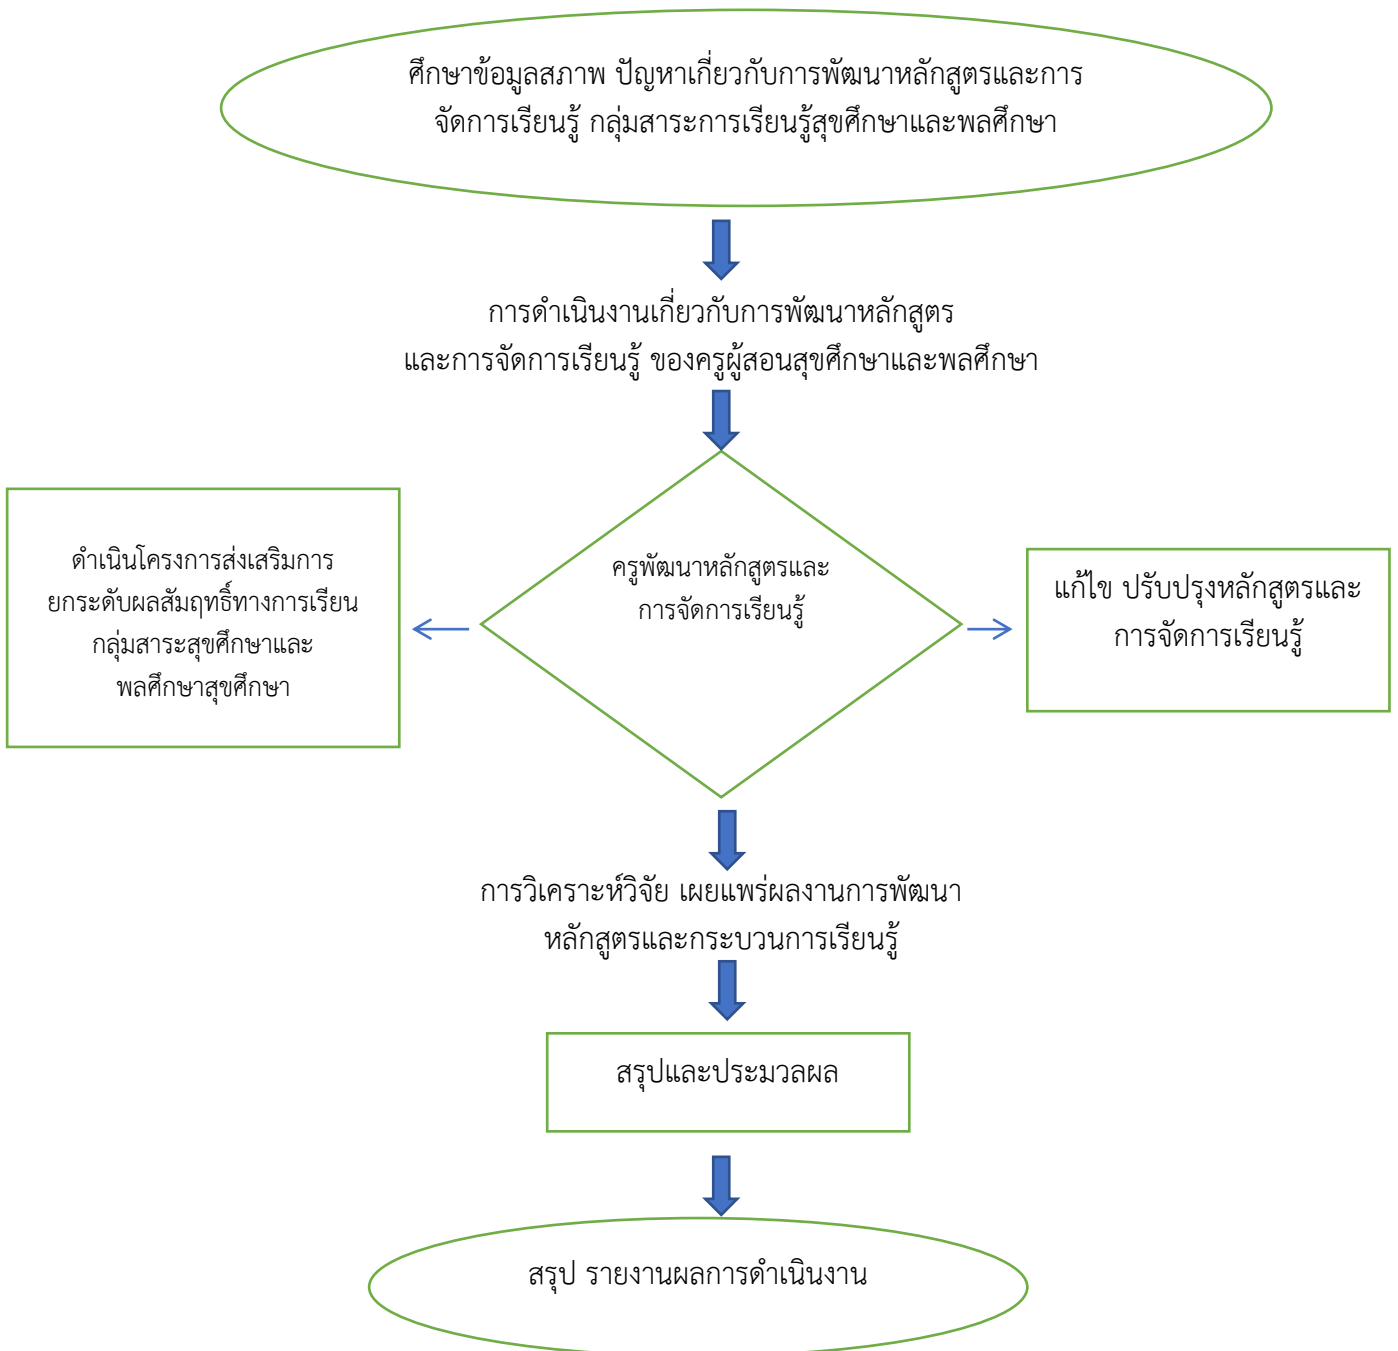 ศึกษาข้อมูลสภาพ ปัญหาเกี่ยวกับการพัฒนาหลักสูตรและการ
จัดการเรียนรู้ กลุ่มสาระการเรียนรู้สุขศึกษาและพลศึกษา
การดำเนินงานเกี่ยวกับการพัฒนาหลักสูตร
และการจัดการเรียนรู้ ของครูผู้สอนสุขศึกษาและพลศึกษา
ดำเนินโครงการส่งเสริมการ
ยกระดับผลสัมฤทธิ์ทางการเรียน
กลุ่มสาระสุขศึกษาและ
พลศึกษาสุขศึกษา
ครูพัฒนาหลักสูตรและ
การจัดการเรียนรู้
แก้ไข ปรับปรุงหลักสูตรและ
การจัดการเรียนรู้
การวิเคราะห์วิจัย เผยแพร่ผลงานการพัฒนา
หลักสูตรและกระบวนการเรียนรู้
สรุปและประมวลผล
สรุป รายงานผลการดำเนินงาน